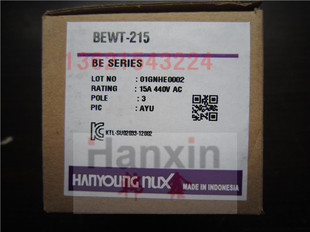 BEWT-215
BE SERIES
LOT NO : 01GNHE0002
RATING : 15A 440V AC
POLE : 3
PIC : AYU
KTL-SU02033-12002
Hanxin
HANYOUNG nux
MADE IN INDONESIA